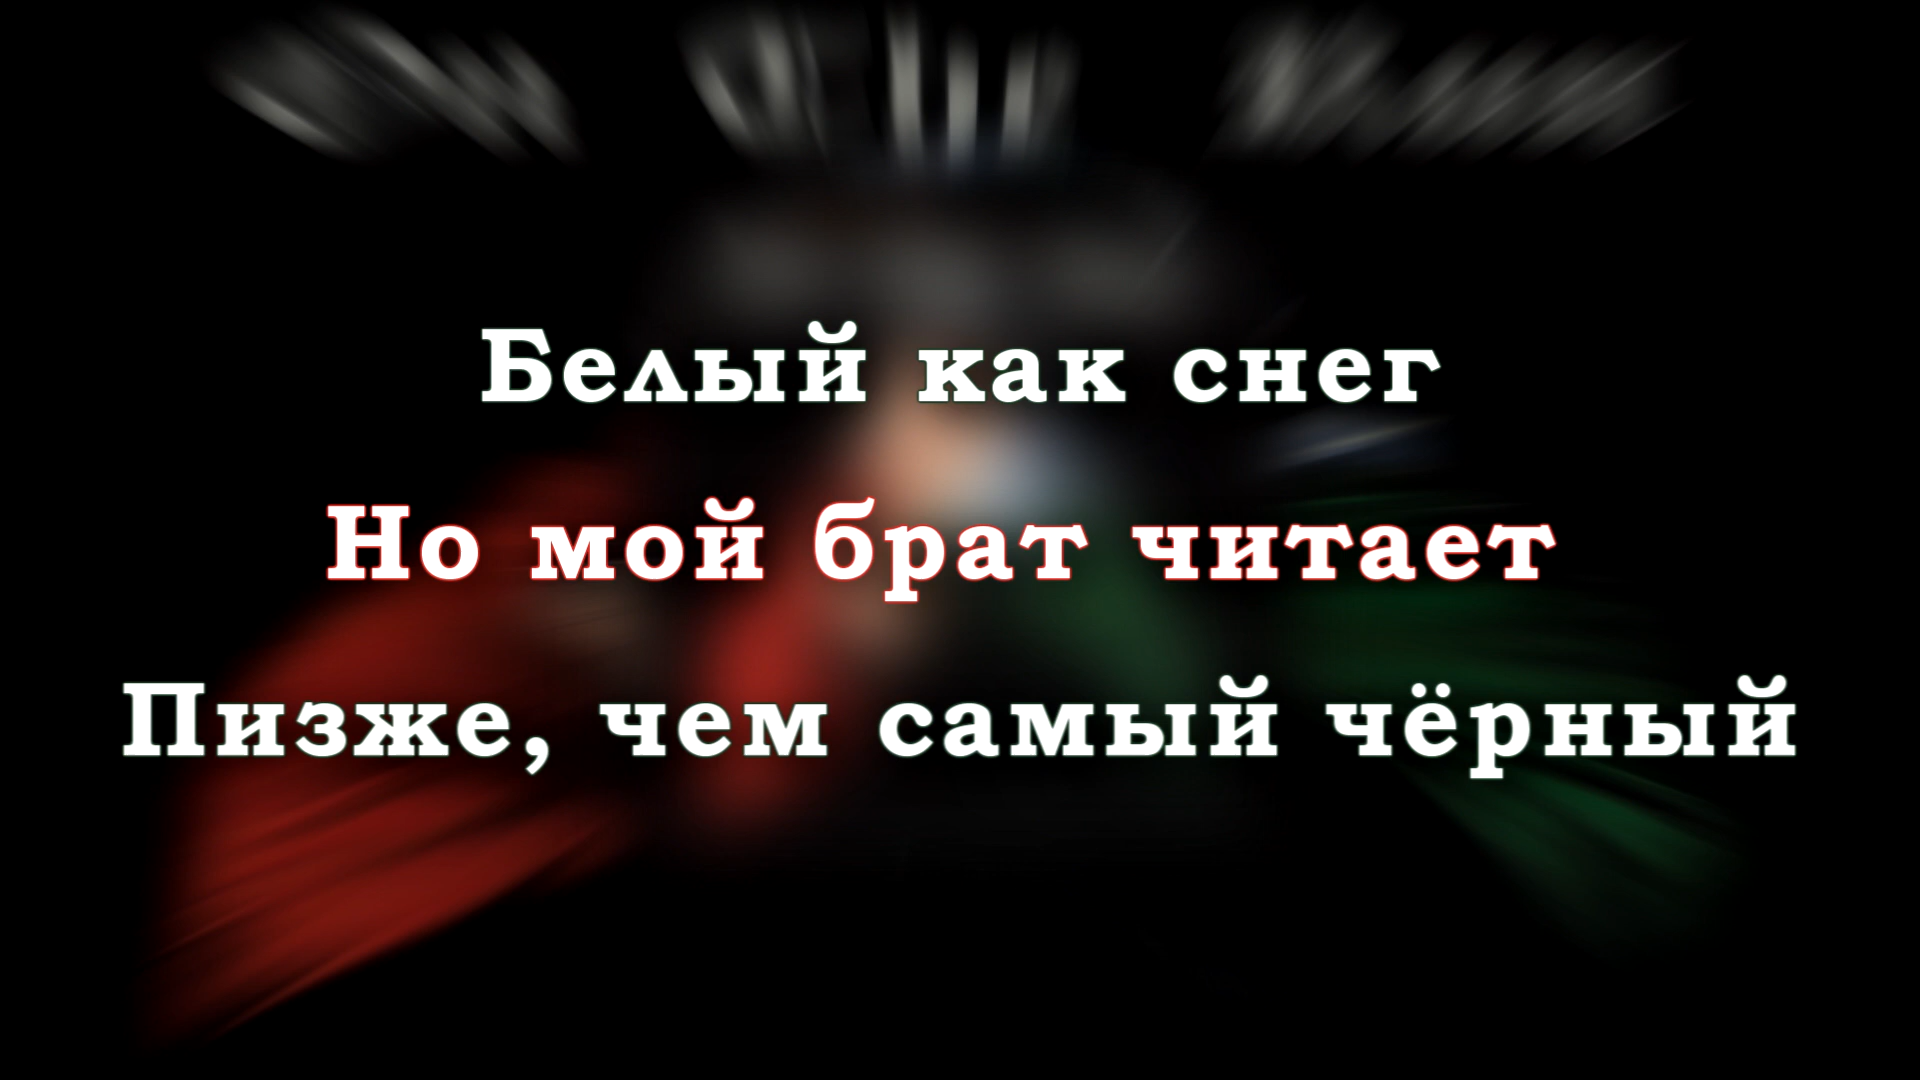 Белый как снег
Но мой брат читает
Пизже, чем самый чёрный